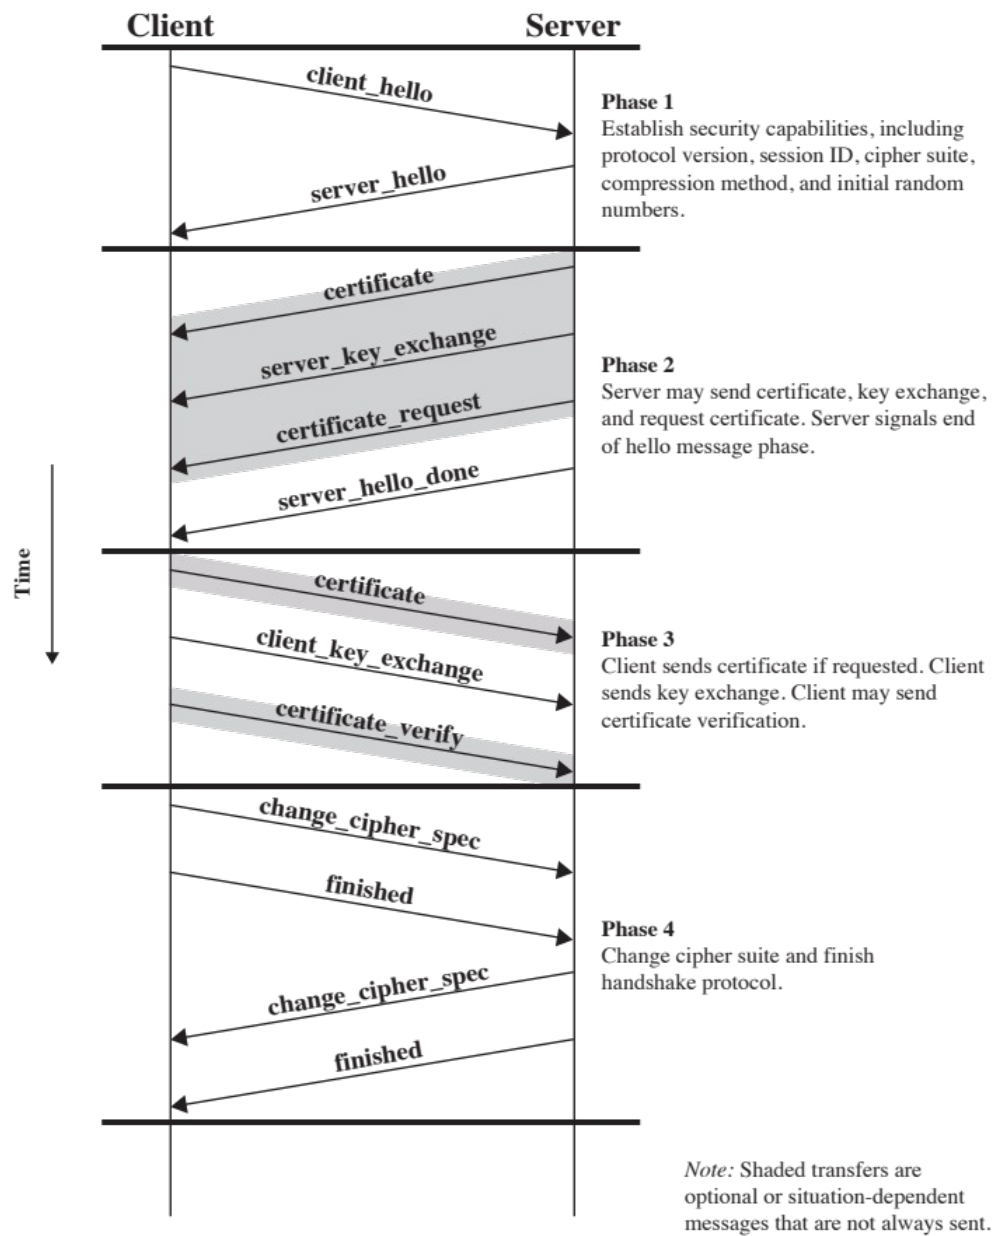 Client
Server
client_hello
server_hello
Phase 1
Establish security capabilities, including
protocol version, session ID, cipher suite,
compression method, and initial random
numbers.
certificate
server_key_exchange
certificate_request
server_hello_done
Phase 2
Server may send certificate, key exchange,
and request certificate. Server signals end
of hello message phase.
Time
certificate
client_key_exchange
certificate_verify
Phase 3
Client sends certificate if requested. Client
sends key exchange. Client may send
certificate verification.
change_cipher_spec
finished
change_cipher_spec
finished
Phase 4
Change cipher suite and finish
handshake protocol.
Note: Shaded transfers are
optional or situation-dependent
messages that are not always sent.